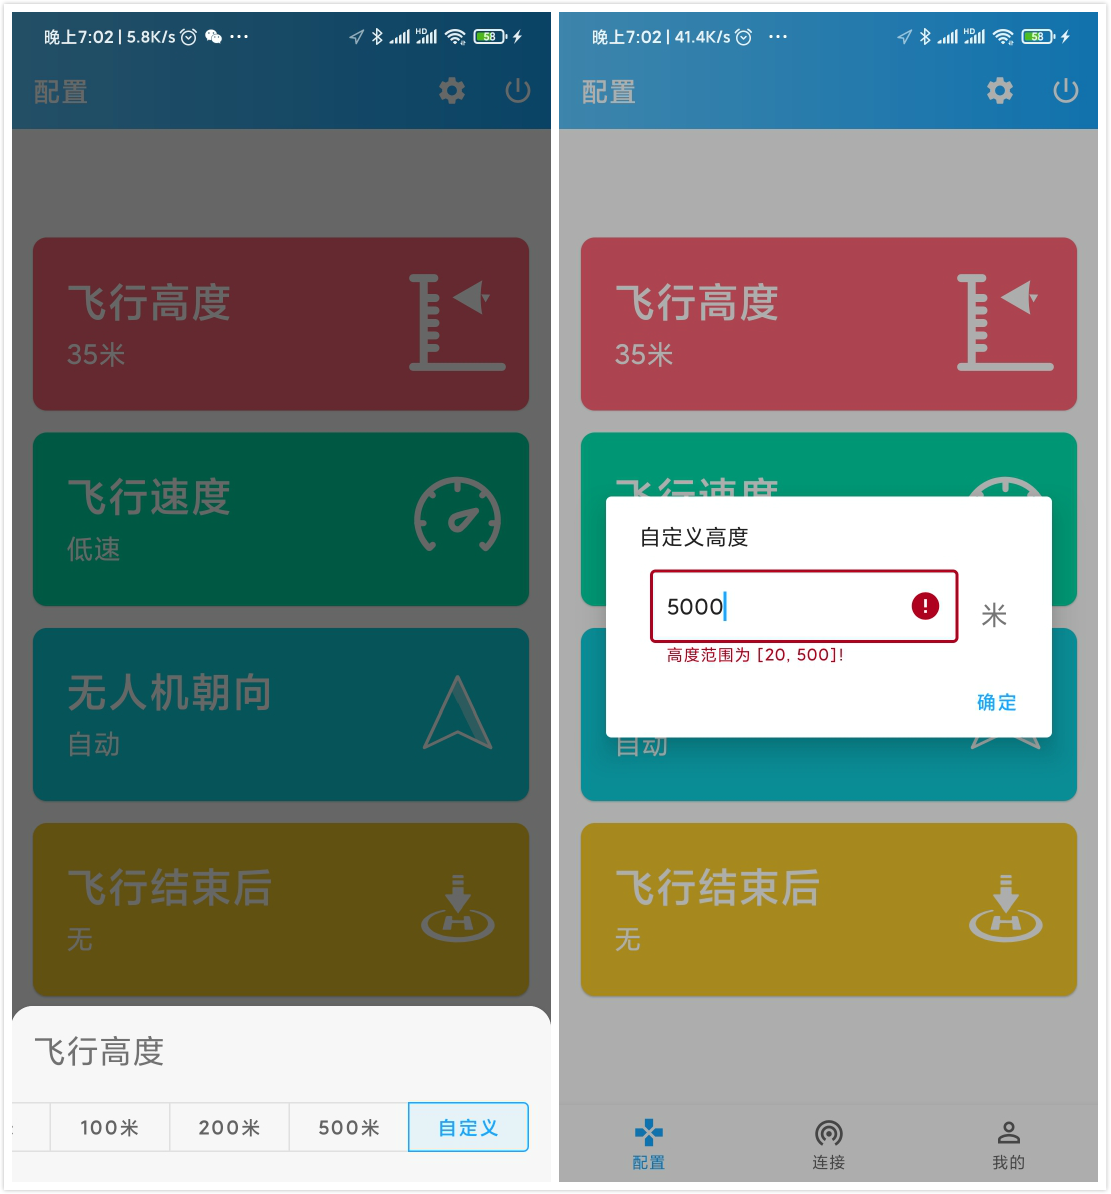 晚上7:02 | 5.8K/s
HD
58
配置
飞行高度
35米
飞行速度
低速
无人机朝向
自动
飞行结束后
无
飞行高度
100米
200米
500米
自定义
晚上7:02 | 41.4K/s
HD
58
配置
飞行高度
35米
飞行速度
自定义高度
5000
米
高度范围为 [20, 500]!
确定
自动
飞行结束后
无
配置
连接
我的